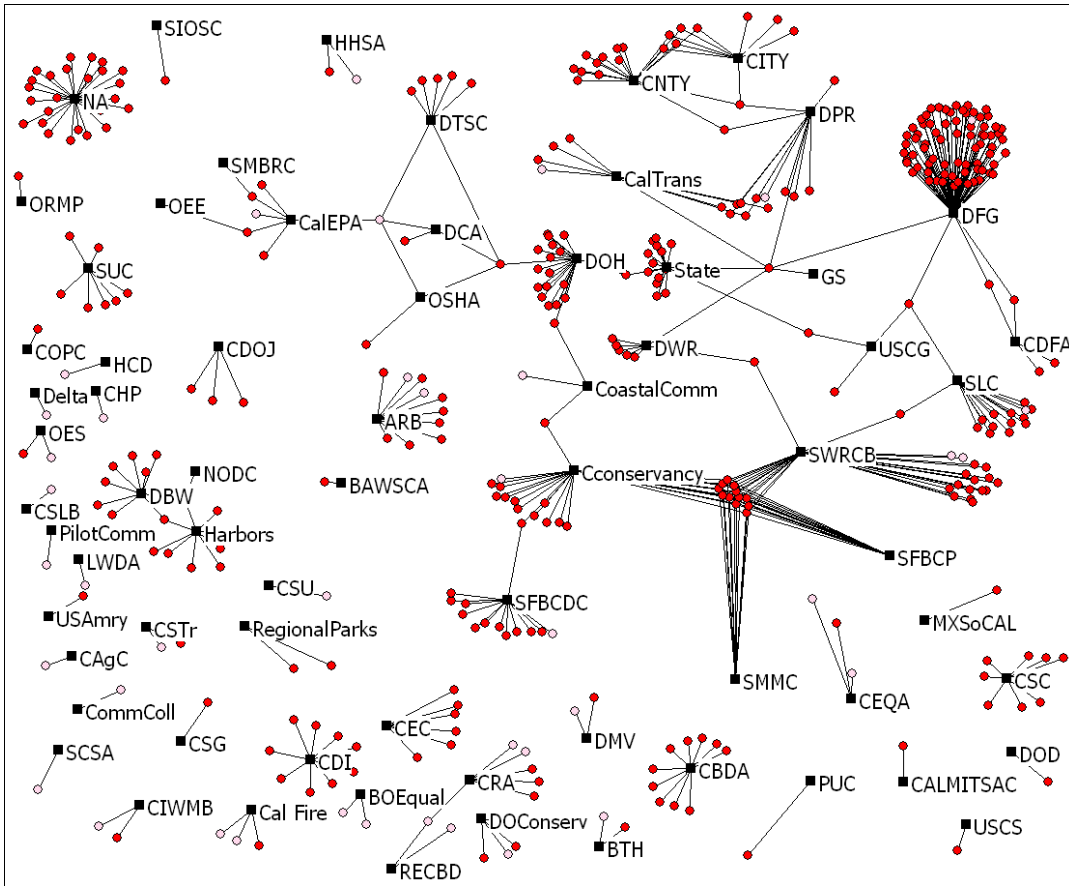 SIOSC
HHSA
CITY
CNTY
NA
DPR
DTSC
SMBRC
CalTrans
ORMP
OEE
DFG
CalEPA
DCA
SUC
DOH
State
GS
OSHA
COPC
HCD
CDOJ
DWR
USCG
CDFA
Delta
CHP
CoastalComm
SLC
ARB
OES
SWRCB
NODC
Cconservancy
BAWSCA
DBW
CSLB
PilotComm
Harbors
SFBCP
LWDA
CSU
SFBCDC
USAmry
CSTr
RegionalParks
MXSoCAL
CAgC
SMMC
CSC
CEQA
CommColl
CEC
DMV
CSG
SCSA
CDI
CBDA
DOD
CRA
PUC
CALMITSAC
CIWMB
Cal Fire
BOEqual
DOConserv
USCS
BTH
RECBD